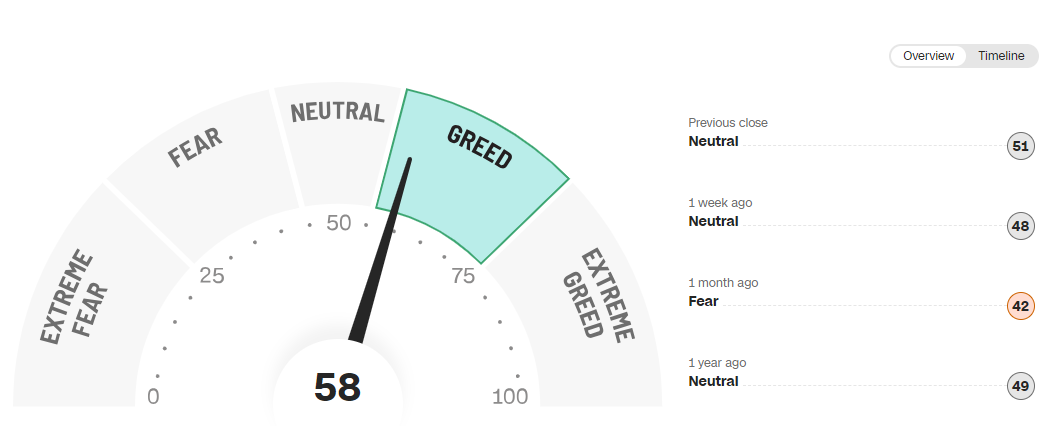 Overview
Timeline
EXTREME
FEAR
FEAR
NEUTRAL
GREED
EXTREME
GREED
0
25
50
75
100
58
Previous close
Neutral
51
1 week ago
Neutral
48
1 month ago
Fear
42
1 year ago
Neutral
49